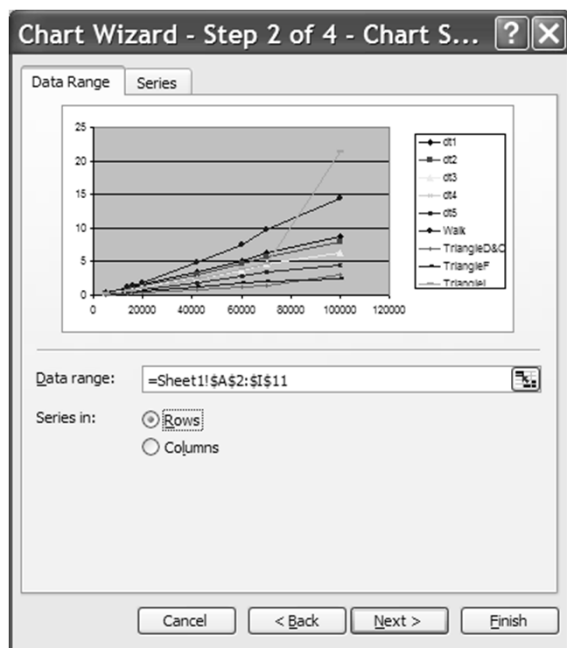 Chart Wizard - Step 2 of 4 - Chart S... ? X
Data Range Series
25
20
15
10
5
0
0 20000 40000 60000 80000 100000 120000
dt1
dt2
dt3
dt4
dt5
Walk
TriangleD&C
TriangleF
TriangleI
Data range: =Sheet1!$A$2:$I$11
Series in: Rows
Columns
Cancel < Back Next > Finish